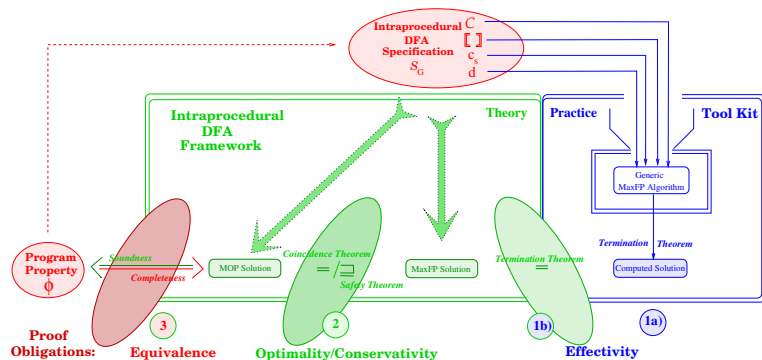 Intraprocedural
DFA
Specification
S_G
C
⟦ ⟧
c_s
d
Intraprocedural
DFA
Framework
Theory
Practice
Tool Kit
Generic
MaxFP Algorithm
Termination
Theorem
Program
Property
ϕ
Soundness
Completeness
MOP Solution
Coincidence Theorem
= / ⊒
Safety Theorem
MaxFP Solution
Termination Theorem
=
Computed Solution
Proof
Obligations:
3
Equivalence
2
Optimality/Conservativity
1b)
Effectivity
1a)